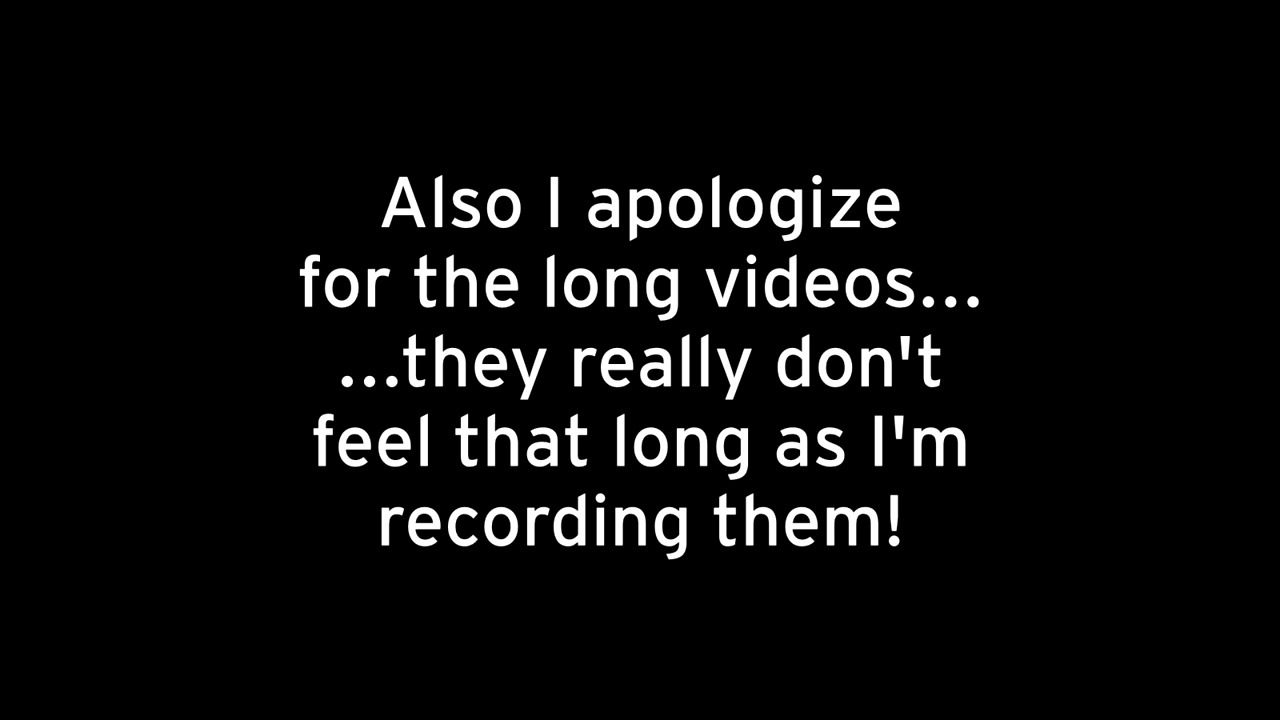 Also I apologize
for the long videos...
...they really don't
feel that long as I'm
recording them!